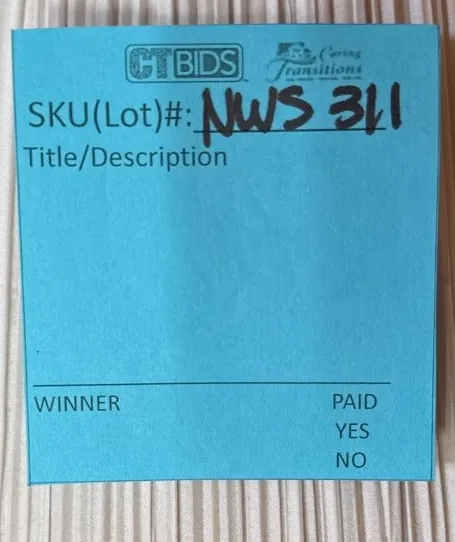 CTBIDS Caring Transitions
SKU(Lot)#: NWS 311
Title/Description
WINNER PAID
YES
NO